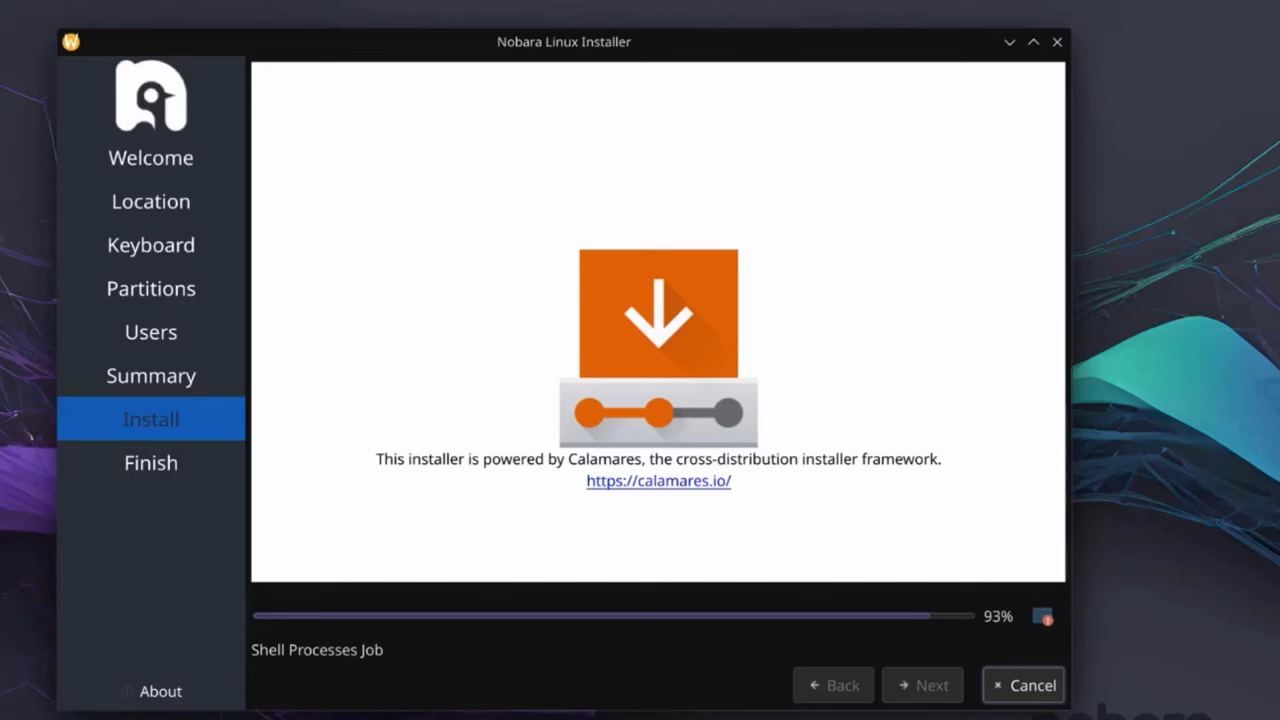 Nobara Linux Installer
Welcome
Location
Keyboard
Partitions
Users
Summary
Install
Finish
This installer is powered by Calamares, the cross-distribution installer framework.
https://calamares.io/
93%
Shell Processes Job
About
Back
Next
Cancel